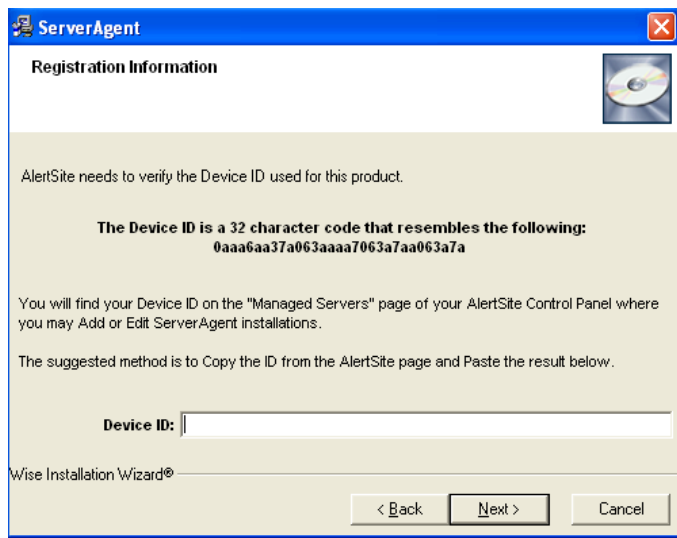 ServerAgent
Registration Information
AlertSite needs to verify the Device ID used for this product.
The Device ID is a 32 character code that resembles the following:
0aaa6aa37a063aaaa7063a7aa063a7a
You will find your Device ID on the "Managed Servers" page of your AlertSite Control Panel where
you may Add or Edit ServerAgent installations.
The suggested method is to Copy the ID from the AlertSite page and Paste the result below.
Device ID:
Wise Installation Wizard®
< Back Next > Cancel